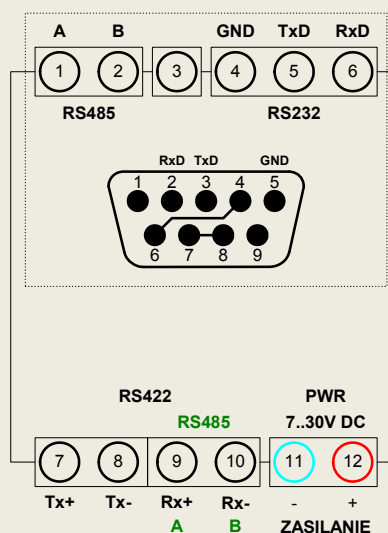 A B GND TxD RxD
1 2 3 4 5 6
RS485 RS232
RxD TxD GND
1 2 3 4 5
6 7 8 9
RS422 PWR
RS485 7..30V DC
7 8 9 10 11 12
Tx+ Tx- Rx+ Rx- - +
A B ZASILANIE